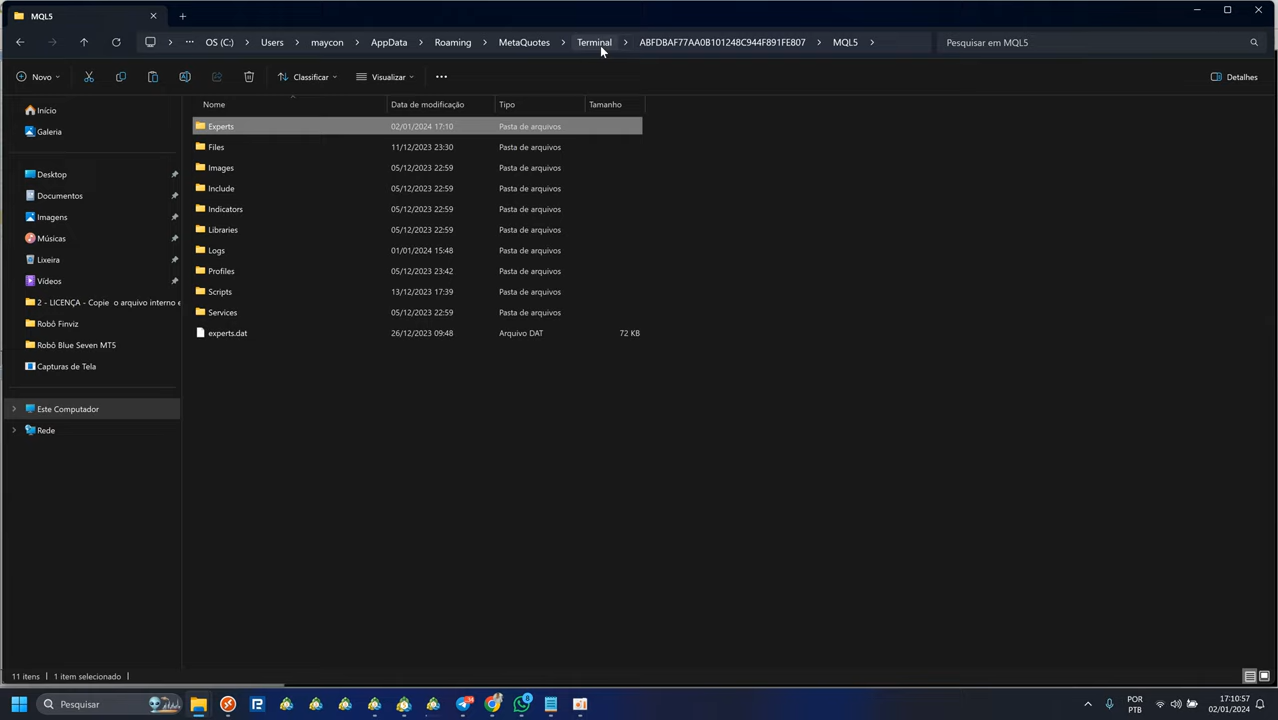 MQL5
OS (C:) Users maycon AppData Roaming MetaQuotes Terminal ABFDBAF77AA0B101248C944F891FE807 MQL5 Pesquisar em MQL5
Novo Classificar Visualizar Detalhes
Nome Data de modificação Tipo Tamanho
Início
Galeria
Desktop
Documentos
Imagens
Músicas
Lixeira
Vídeos
2 - LICENÇA - Copie o arquivo interno e
Robô Finviz
Robô Blue Seven MT5
Capturas de Tela
Este Computador
Rede
Experts 02/01/2024 17:10 Pasta de arquivos
Files 11/12/2023 23:30 Pasta de arquivos
Images 05/12/2023 22:59 Pasta de arquivos
Include 05/12/2023 22:59 Pasta de arquivos
Indicators 05/12/2023 22:59 Pasta de arquivos
Libraries 05/12/2023 22:59 Pasta de arquivos
Logs 01/01/2024 15:48 Pasta de arquivos
Profiles 05/12/2023 23:42 Pasta de arquivos
Scripts 13/12/2023 17:39 Pasta de arquivos
Services 05/12/2023 22:59 Pasta de arquivos
experts.dat 26/12/2023 09:48 Arquivo DAT 72 KB
11 itens 1 item selecionado
Pesquisar
POR
PTB
17:10:57
02/01/2024